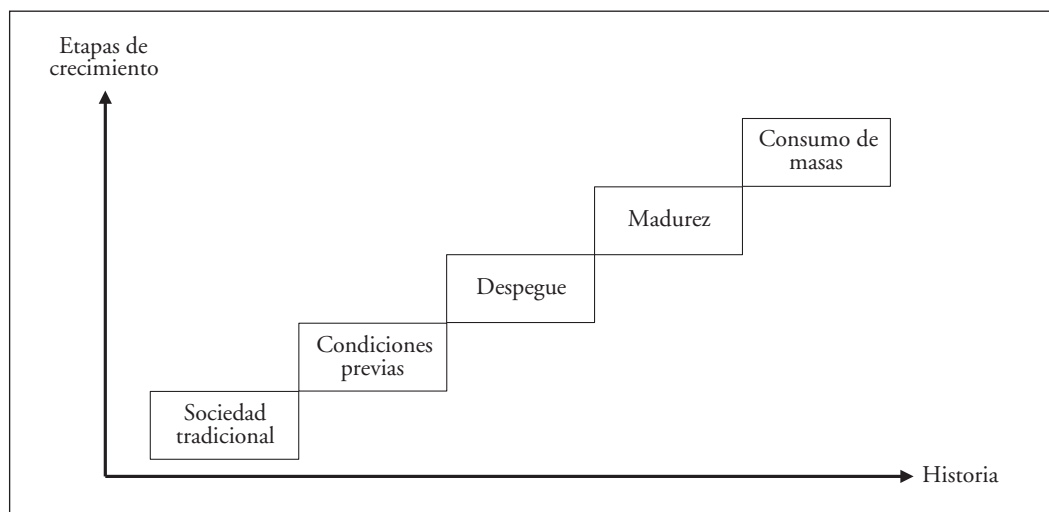 Etapas de
crecimiento
Consumo de
masas
Madurez
Despegue
Condiciones
previas
Sociedad
tradicional
Historia